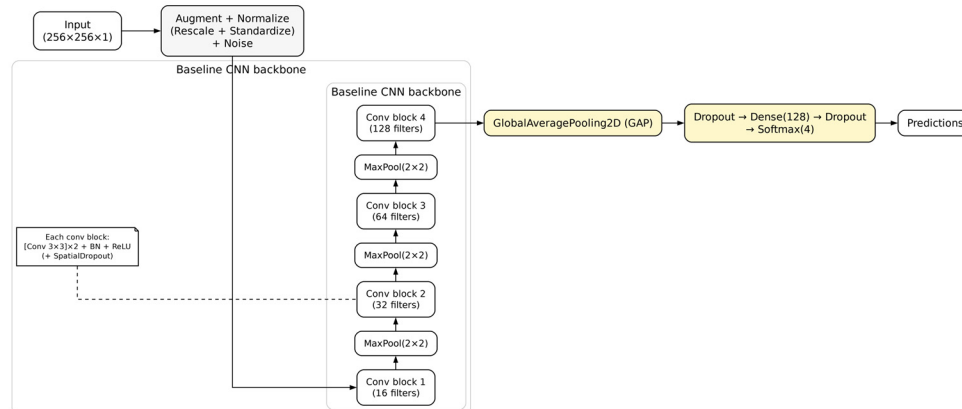 Input
(256×256×1)
Augment + Normalize
(Rescale + Standardize)
+ Noise
Baseline CNN backbone
Baseline CNN backbone
Conv block 4
(128 filters)
GlobalAveragePooling2D (GAP)
Dropout → Dense(128) → Dropout
→ Softmax(4)
Predictions
MaxPool(2×2)
Conv block 3
(64 filters)
MaxPool(2×2)
Each conv block:
[Conv 3×3]×2 + BN + ReLU
(+ SpatialDropout)
Conv block 2
(32 filters)
MaxPool(2×2)
Conv block 1
(16 filters)